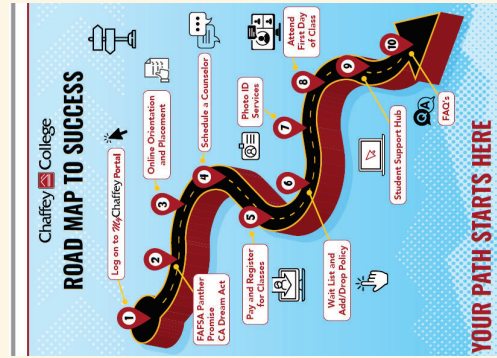 Chaffey College
ROAD MAP TO SUCCESS
1
Log on to MyChaffey Portal
2
FAFSA Panther
Promise
CA Dream Act
3
Online Orientation
and Placement
4
Schedule a Counselor
5
Pay and Register
for Classes
6
Wait List and
Add/Drop Policy
7
Photo ID
Services
8
Attend
First Day
of Class
9
Student Support Hub
10
FAQ's
Q
A
YOUR PATH STARTS HERE